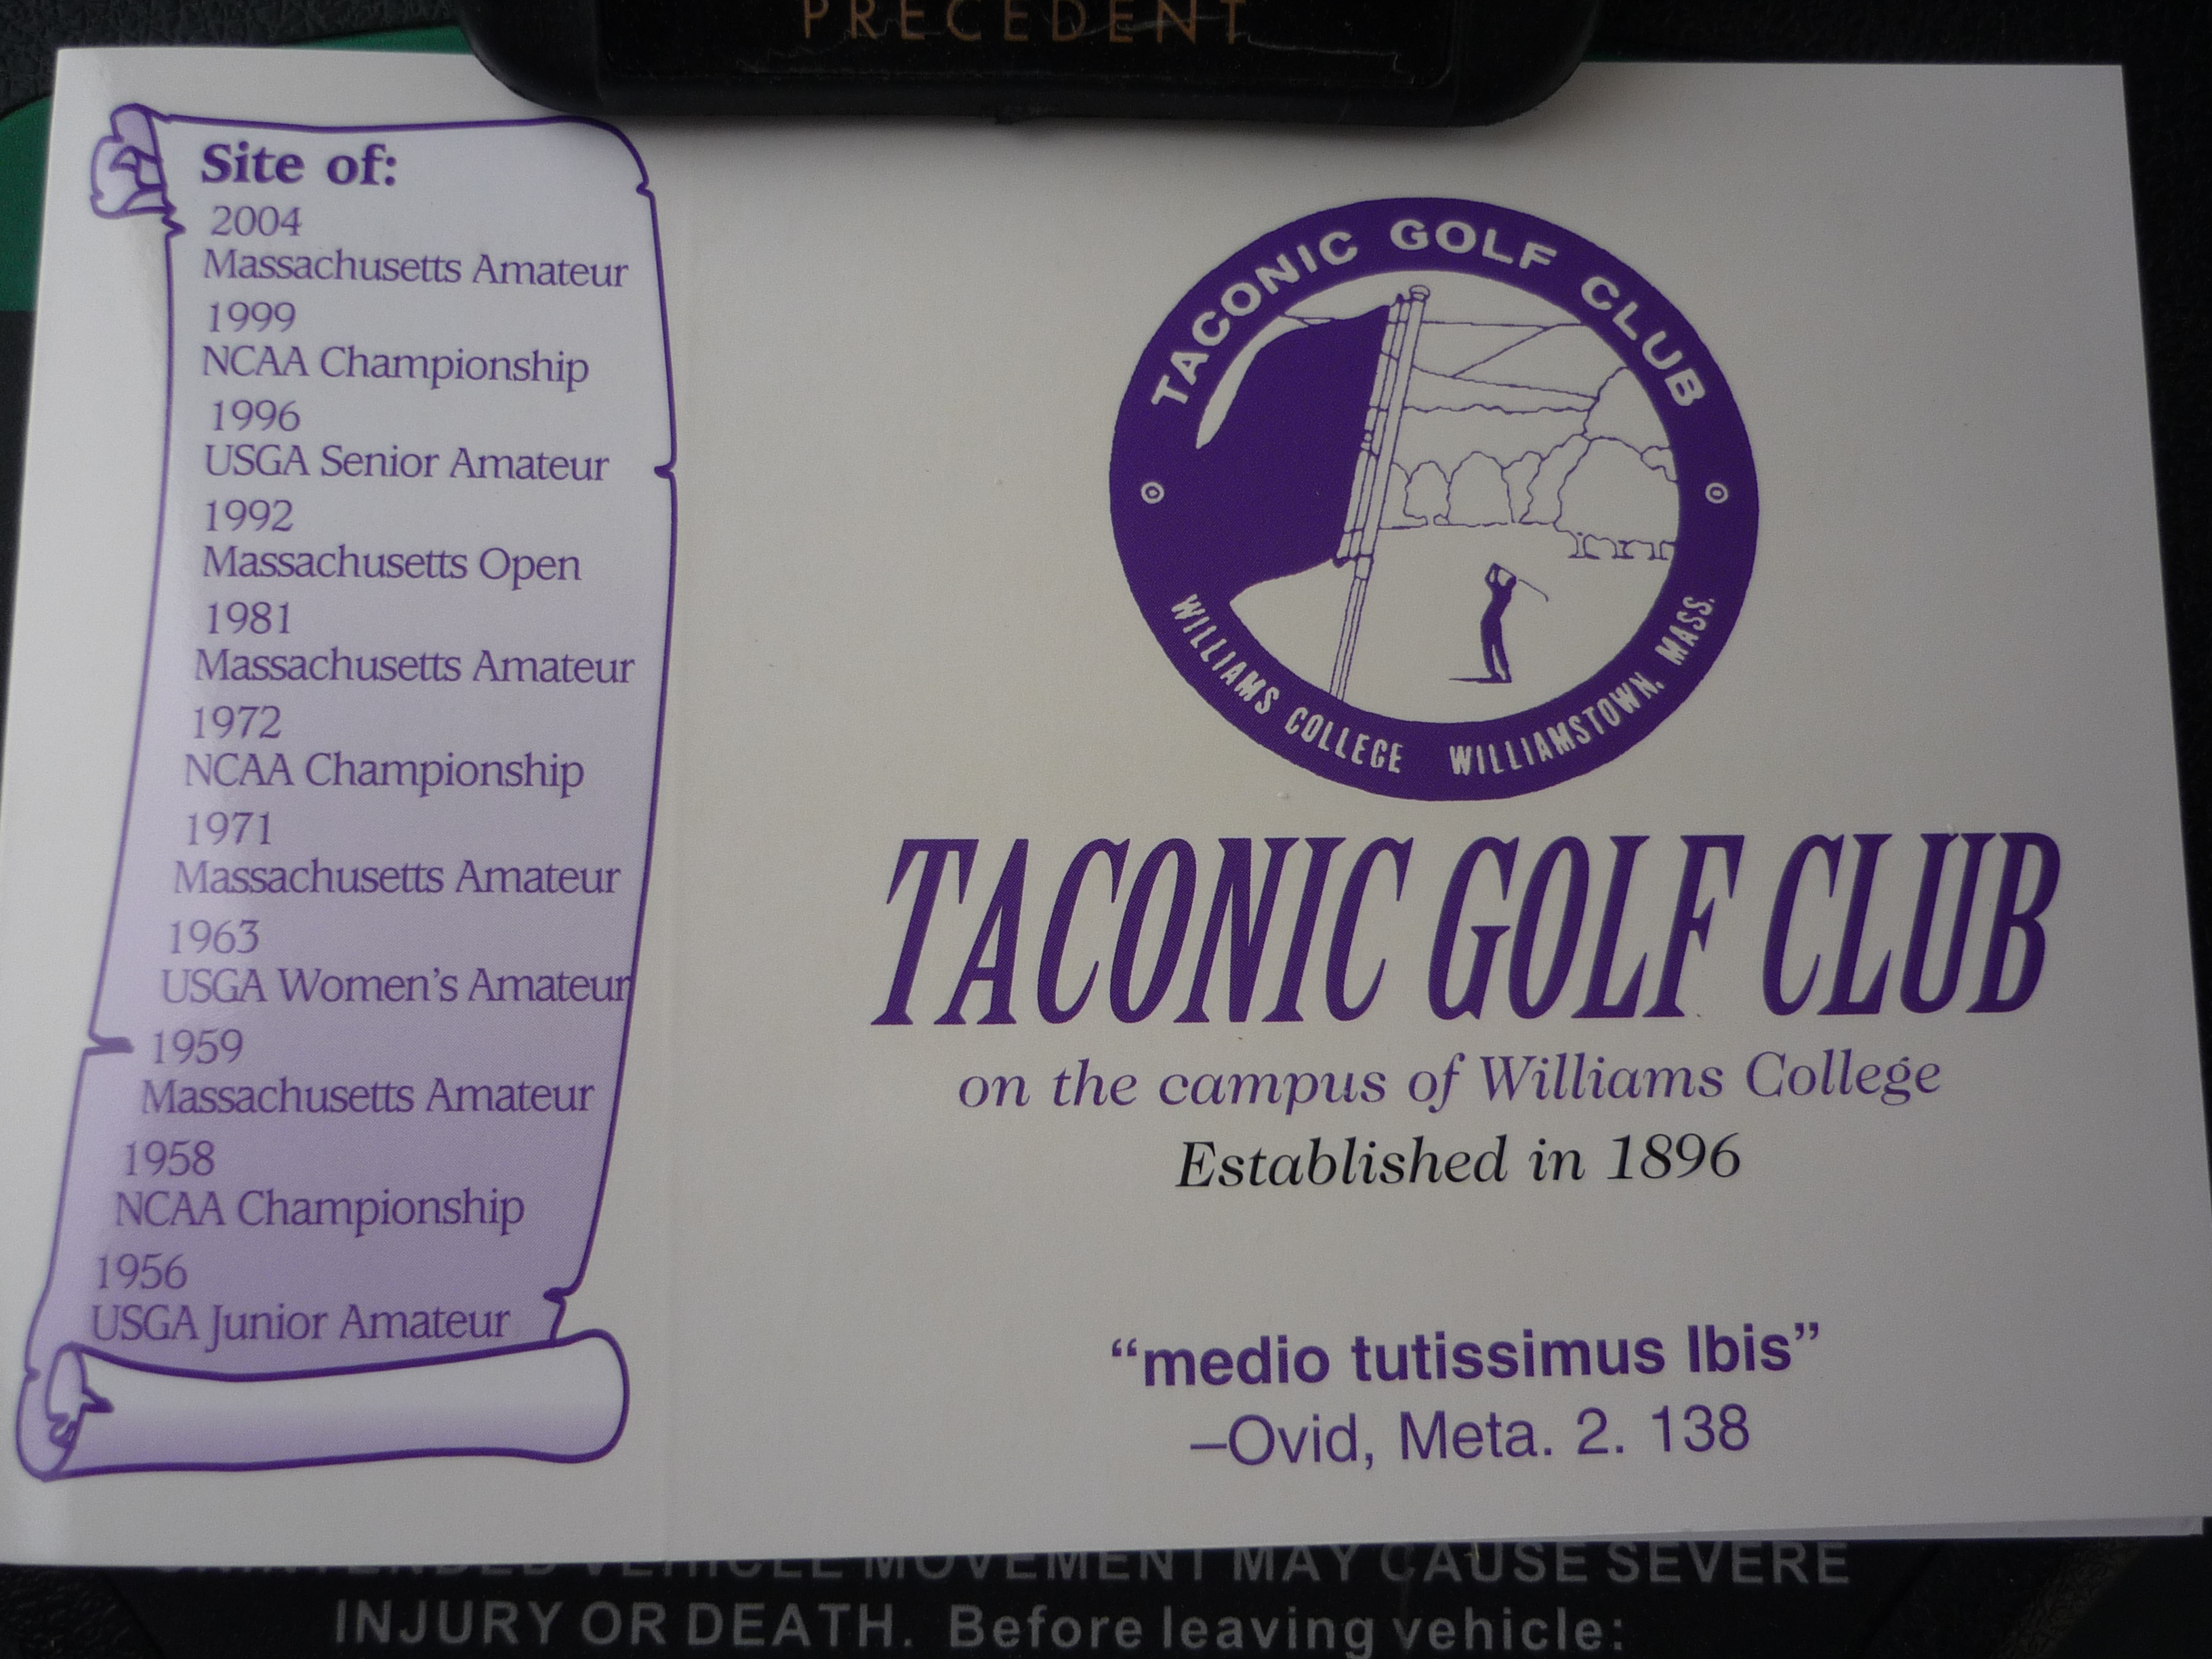 PRECEDENT
Site of:
2004
Massachusetts Amateur
1999
NCAA Championship
1996
USGA Senior Amateur
1992
Massachusetts Open
1981
Massachusetts Amateur
1972
NCAA Championship
1971
Massachusetts Amateur
1963
USGA Women's Amateur
1959
Massachusetts Amateur
1958
NCAA Championship
1956
USGA Junior Amateur
TACONIC GOLF CLUB
WILLIAMS COLLEGE WILLIAMSTOWN, MASS.
TACONIC GOLF CLUB
on the campus of Williams College
Established in 1896
“medio tutissimus Ibis”
–Ovid, Meta. 2. 138
UNINTENDED VEHICLE MOVEMENT MAY CAUSE SEVERE
INJURY OR DEATH. Before leaving vehicle: